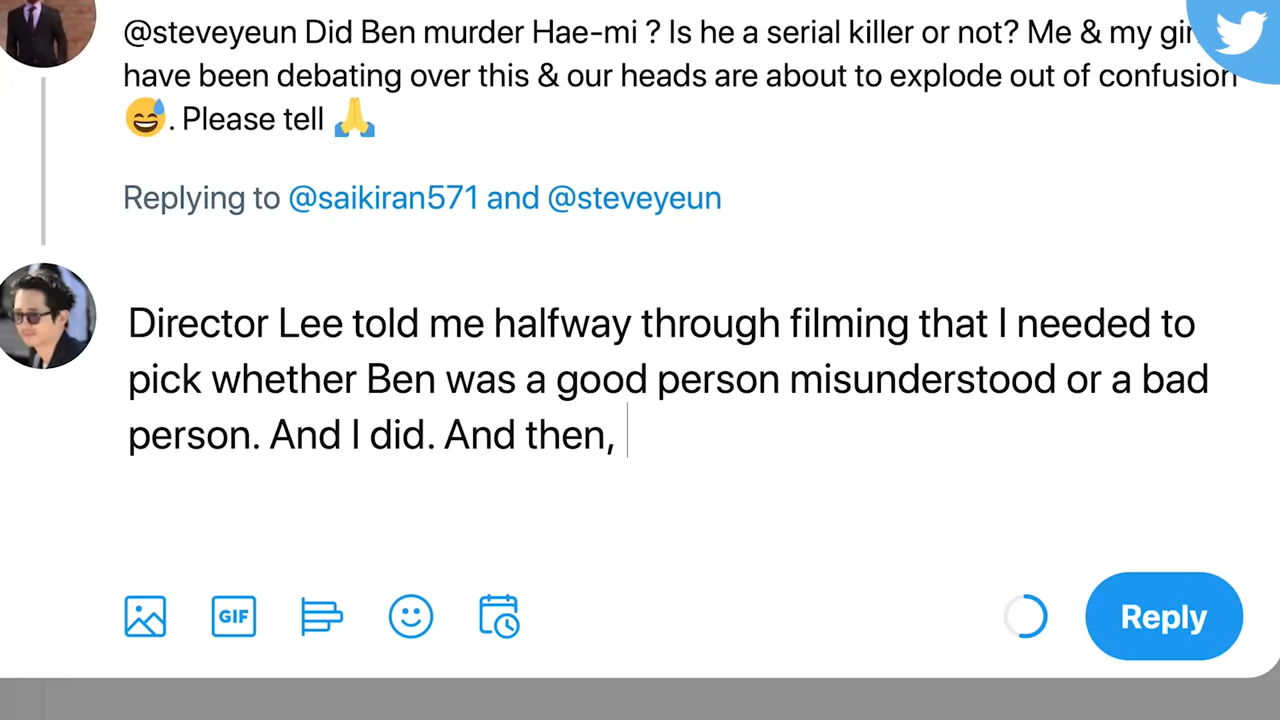 @steveyeun Did Ben murder Hae-mi ? Is he a serial killer or not? Me & my
have been debating over this & our heads are about to explode out of confusion
😅. Please tell 🙏
Replying to @saikiran571 and @steveyeun
Director Lee told me halfway through filming that I needed to
pick whether Ben was a good person misunderstood or a bad
person. And I did. And then,
GIF
Reply